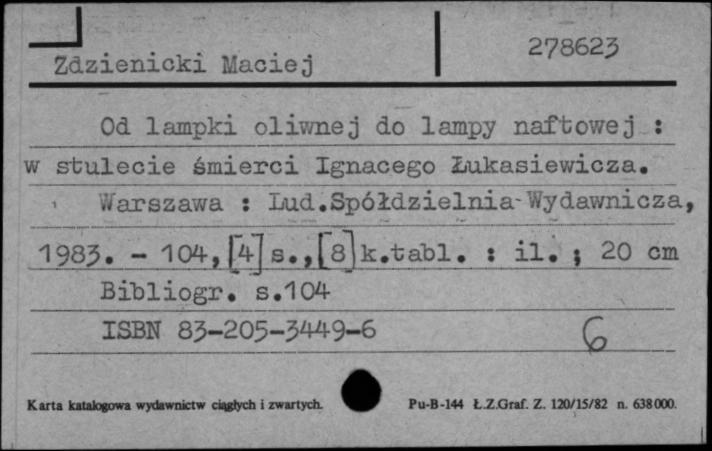 278623
Zdzienicki Maciej
Od lampki oliwnej do lampy naftowej :
w stulecie śmierci Ignacego Łukasiewicza.
Warszawa : Lud.Spółdzielnia Wydawnicza,
1983. - 104,[4] s.,[8]k.tabl. : il. ; 20 cm
Bibliogr. s.104
ISBN 83-205-3449-6
6
Karta katalogowa wydawnictw ciągłych i zwartych.
Pu-B-144 Ł.Z.Graf. Z. 120/15/82 n. 638000.